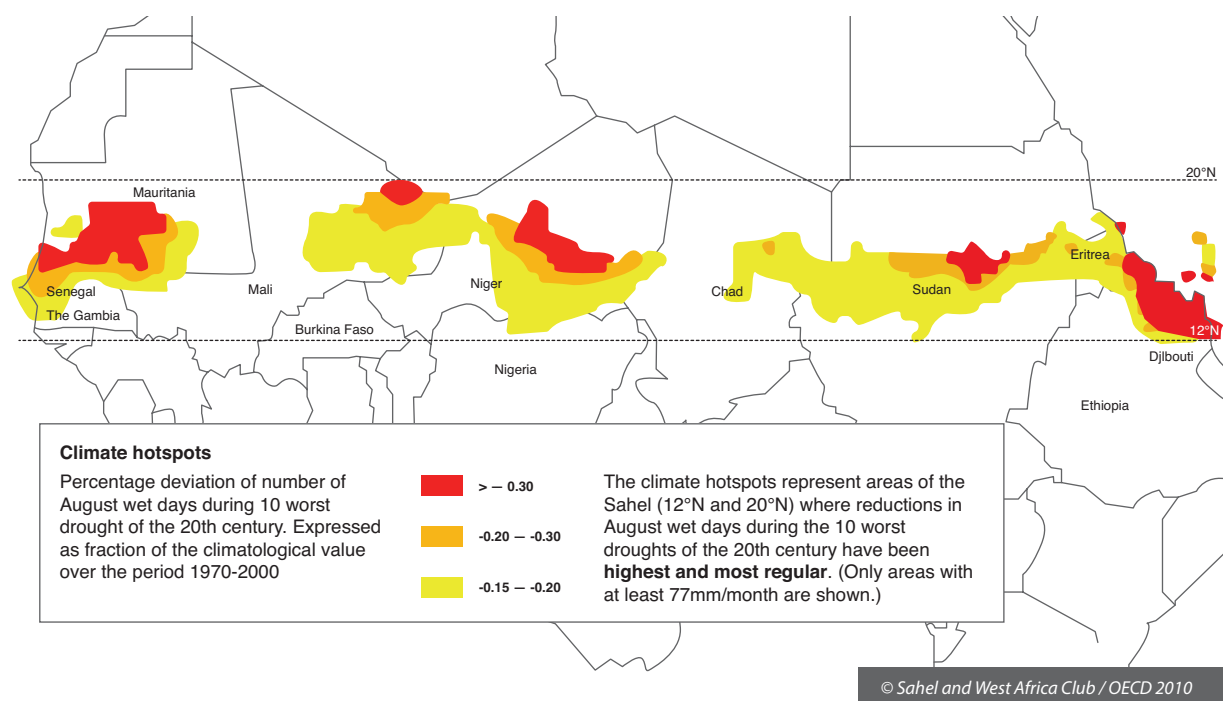 20°N
Mauritania
Eritrea
Niger
Senegal
Mali
Chad
Sudan
The Gambia
Burkina Faso
12°N
Djlbouti
Nigeria
Ethiopia
Climate hotspots
Percentage deviation of number of
August wet days during 10 worst
drought of the 20th century. Expressed
as fraction of the climatological value
over the period 1970-2000
> — 0.30
-0.20 — -0.30
-0.15 — -0.20
The climate hotspots represent areas of the
Sahel (12°N and 20°N) where reductions in
August wet days during the 10 worst
droughts of the 20th century have been
highest and most regular. (Only areas with
at least 77mm/month are shown.)
© Sahel and West Africa Club / OECD 2010